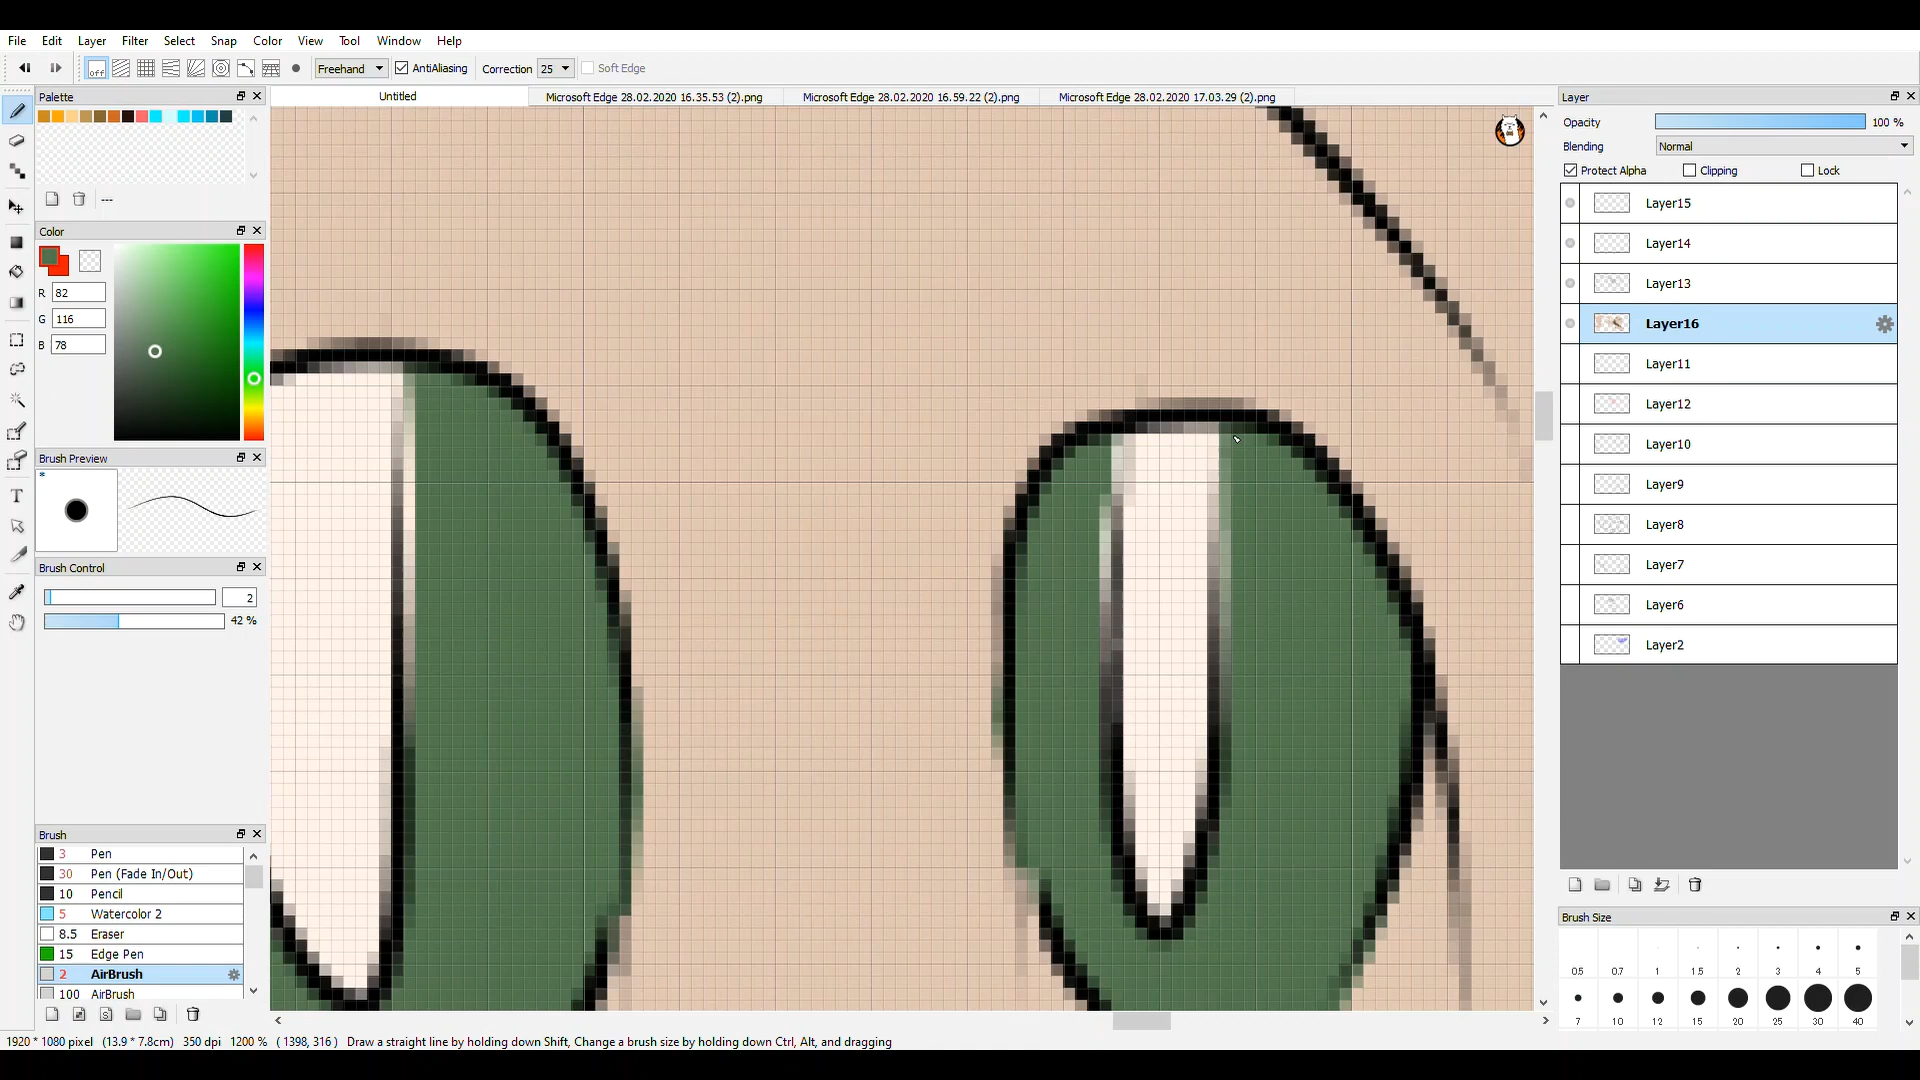 File Edit Layer Filter Select Snap Color View Tool Window Help
off Freehand AntiAliasing Correction 25 Soft Edge
Palette
Untitled Microsoft Edge 28.02.2020 16.35.53 (2).png Microsoft Edge 28.02.2020 16.59.22 (2).png Microsoft Edge 28.02.2020 17.03.29 (2).png
---
Color
R 82
G 116
B 78
Brush Preview
*
Brush Control
2
42 %
Brush
3 Pen
30 Pen (Fade In/Out)
10 Pencil
5 Watercolor 2
8.5 Eraser
15 Edge Pen
2 AirBrush
100 AirBrush
T
S
Layer
Opacity 100 %
Blending Normal
Protect Alpha Clipping Lock
Layer15
Layer14
Layer13
Layer16
Layer11
Layer12
Layer10
Layer9
Layer8
Layer7
Layer6
Layer2
Brush Size
0.5 0.7 1 1.5 2 3 4 5
7 10 12 15 20 25 30 40
1920 * 1080 pixel (13.9 * 7.8cm) 350 dpi 1200 % ( 1398, 316 ) Draw a straight line by holding down Shift, Change a brush size by holding down Ctrl, Alt, and dragging